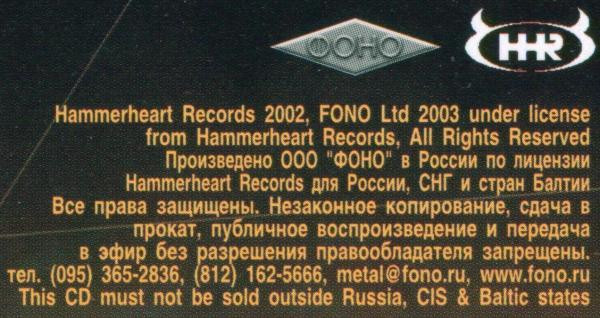 ФОНО
HHR
Hammerheart Records 2002, FONO Ltd 2003 under license
from Hammerheart Records, All Rights Reserved
Произведено ООО "ФОНО" в России по лицензии
Hammerheart Records для России, СНГ и стран Балтии
Все права защищены. Незаконное копирование, сдача в
прокат, публичное воспроизведение и передача
в эфир без разрешения правообладателя запрещены.
тел. (095) 365-2836, (812) 162-5666, metal@fono.ru, www.fono.ru
This CD must not be sold outside Russia, CIS & Baltic states